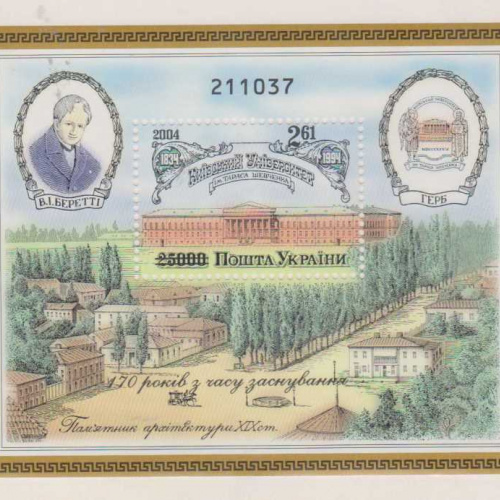 211037
2004
2 61
1834
1994
Київський Університет
ім. Тараса Шевченка
В.І.БЕРЕТТІ
ГЕРБ
25000 Пошта України
170 років з часу заснування
Пам'ятник архітектури XIX ст.